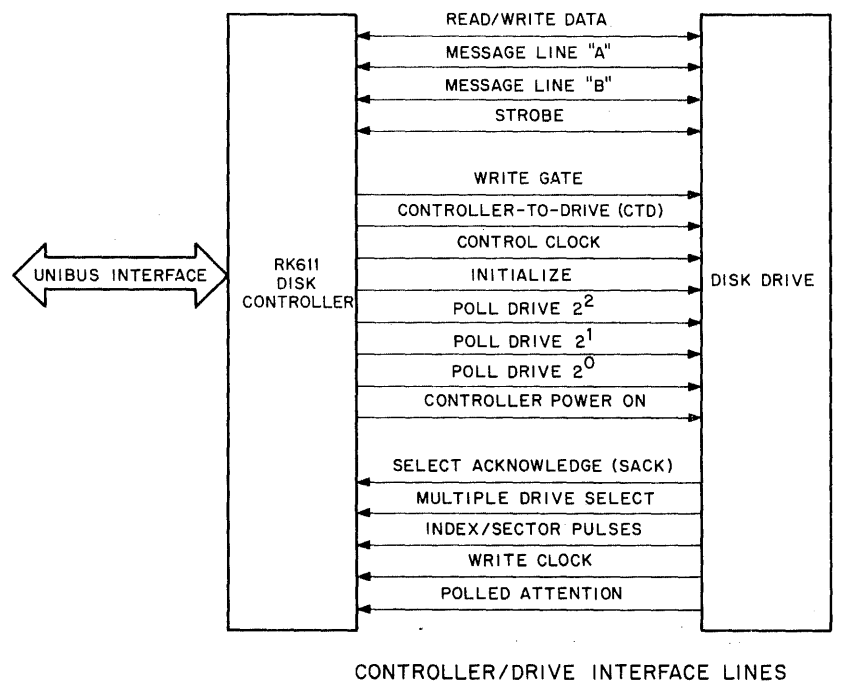 READ/WRITE DATA
MESSAGE LINE "A"
MESSAGE LINE "B"
STROBE
WRITE GATE
CONTROLLER-TO-DRIVE (CTD)
CONTROL CLOCK
INITIALIZE
POLL DRIVE 2²
POLL DRIVE 2¹
POLL DRIVE 2⁰
CONTROLLER POWER ON
SELECT ACKNOWLEDGE (SACK)
MULTIPLE DRIVE SELECT
INDEX/SECTOR PULSES
WRITE CLOCK
POLLED ATTENTION
UNIBUS INTERFACE
RK611
DISK
CONTROLLER
DISK DRIVE
CONTROLLER/DRIVE INTERFACE LINES